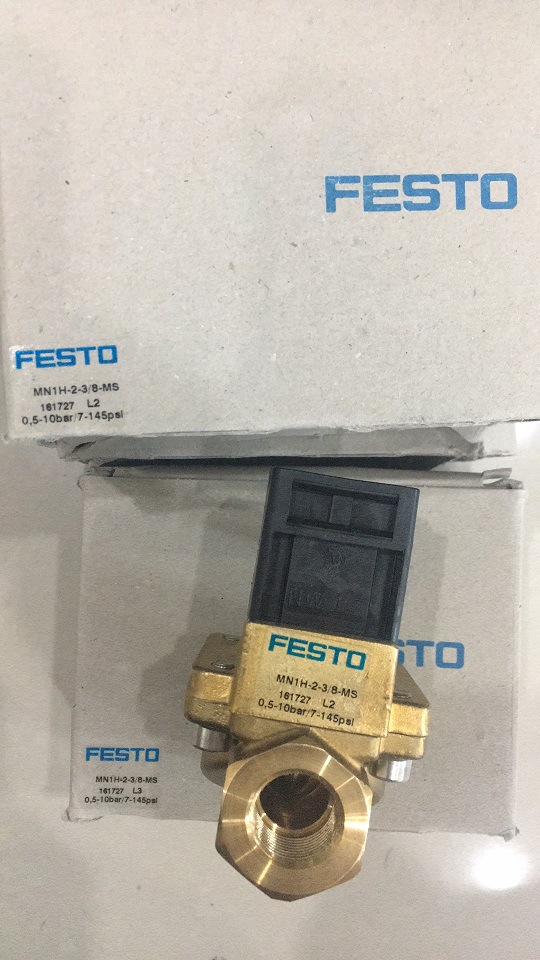 FESTO
FESTO
MN1H-2-3/8-MS
161727 L2
0,5-10bar/7-145psi
FESTO
MN1H-2-3/8-MS
161727 L2
0,5-10bar/7-145psi
STO
FESTO
MN1H-2-3/8-MS
161727 L3
0,5-10bar/7-145psi